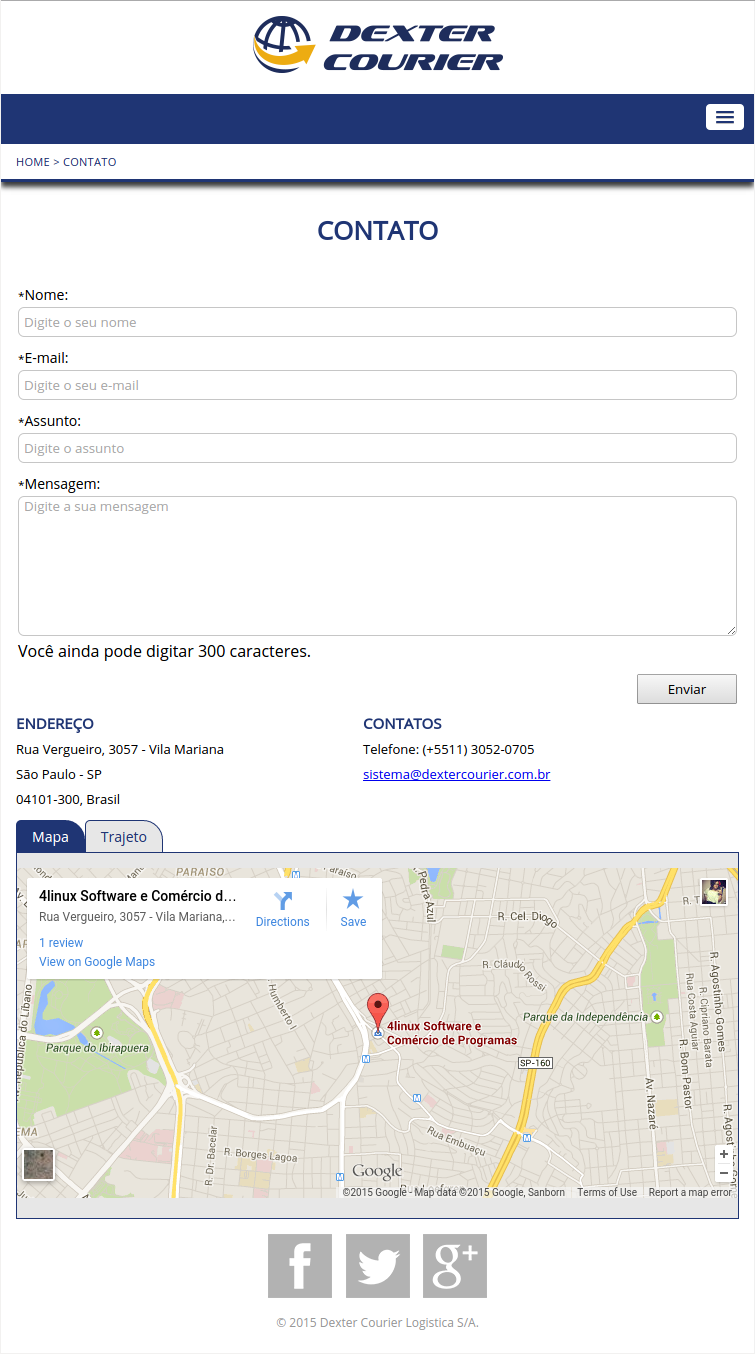 DEXTER
COURIER
HOME > CONTATO
CONTATO
*Nome:
Digite o seu nome
*E-mail:
Digite o seu e-mail
*Assunto:
Digite o assunto
*Mensagem:
Digite a sua mensagem
Você ainda pode digitar 300 caracteres.
Enviar
ENDEREÇO
Rua Vergueiro, 3057 - Vila Mariana
São Paulo - SP
04101-300, Brasil
CONTATOS
Telefone: (+5511) 3052-0705
sistema@dextercourier.com.br
Mapa
Trajeto
PARAISO
4linux Software e Comércio d...
Rua Vergueiro, 3057 - Vila Mariana,...
1 review
View on Google Maps
Directions
Save
R. Pedra Azul
R. Cel. Diogo
R. Cláudio Rossi
R. Agostinho Gomes
R. Cipriano Barata
Rua Costa Aguiar
R. Bom Pastor
Humberto I
Av. República do Líbano
Parque do Ibirapuera
4linux Software e
Comércio de Programas
Parque da Independência
SP-160
Av. Nazaré
R. Dr. Bacelar
R. Borges Lagoa
Rua Embuaçu
EMA
Google
+
−
©2015 Google - Map data ©2015 Google, Sanborn
Terms of Use
Report a map error
f
g+
© 2015 Dexter Courier Logistica S/A.